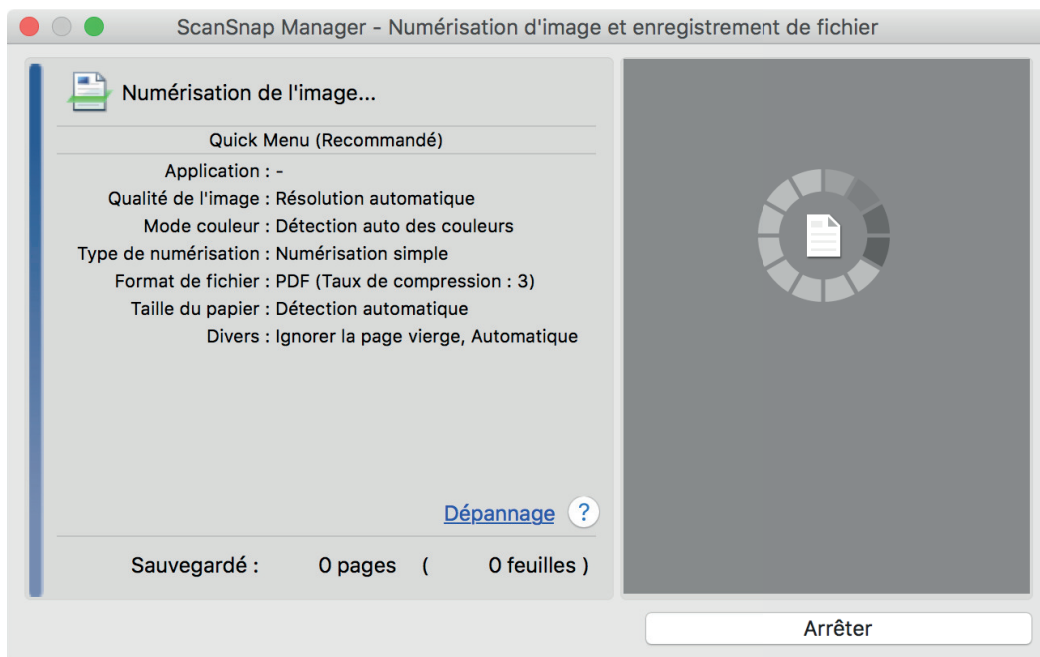 ScanSnap Manager - Numérisation d'image et enregistrement de fichier
Numérisation de l'image...
Quick Menu (Recommandé)
Application : -
Qualité de l'image : Résolution automatique
Mode couleur : Détection auto des couleurs
Type de numérisation : Numérisation simple
Format de fichier : PDF (Taux de compression : 3)
Taille du papier : Détection automatique
Divers : Ignorer la page vierge, Automatique
Dépannage ?
Sauvegardé : 0 pages ( 0 feuilles )
Arrêter